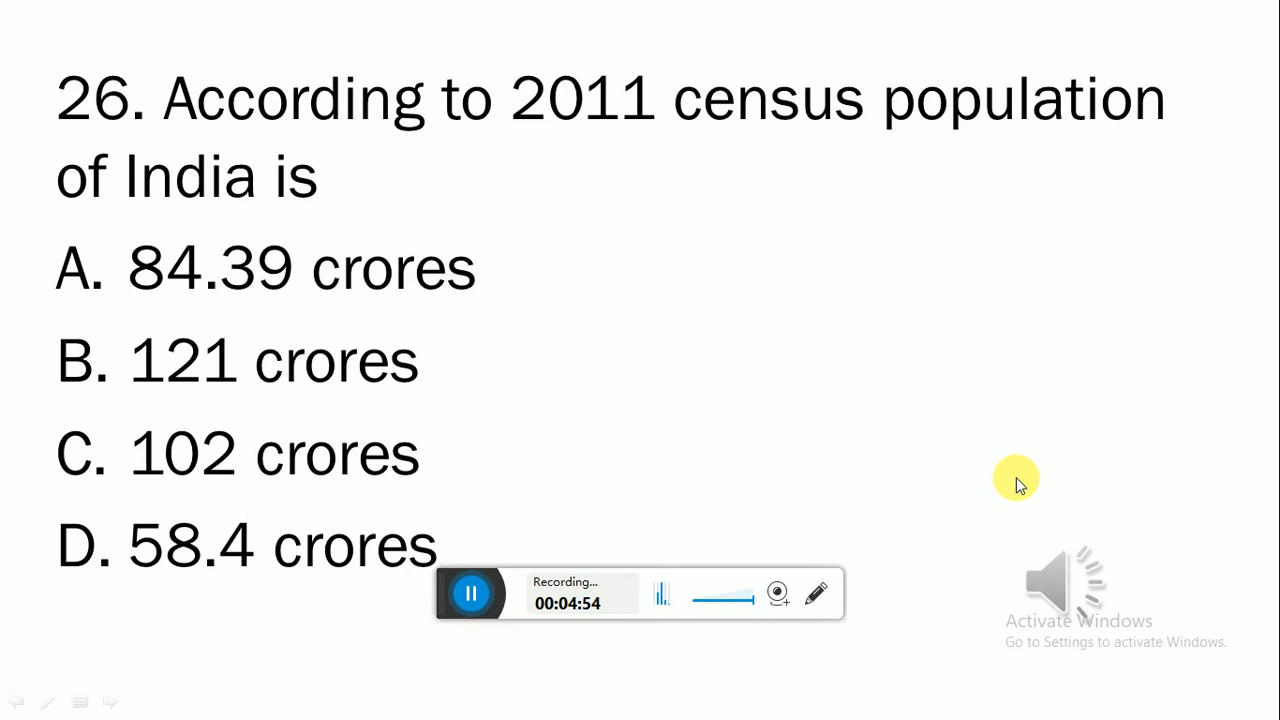 26. According to 2011 census population
of India is
A. 84.39 crores
B. 121 crores
C. 102 crores
D. 58.4 crores
Recording...
00:04:54
Activate Windows
Go to Settings to activate Windows.